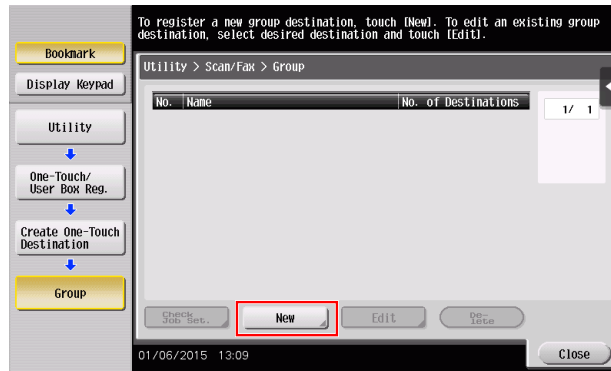 To register a new group destination, touch [New]. To edit an existing group
destination, select desired destination and touch [Edit].
Bookmark
Display Keypad
Utility
One-Touch/
User Box Reg.
Create One-Touch
Destination
Group
Utility > Scan/Fax > Group
No. Name No. of Destinations
1/ 1
Check
Job Set.
New
Edit
De-
lete
01/06/2015 13:09
Close